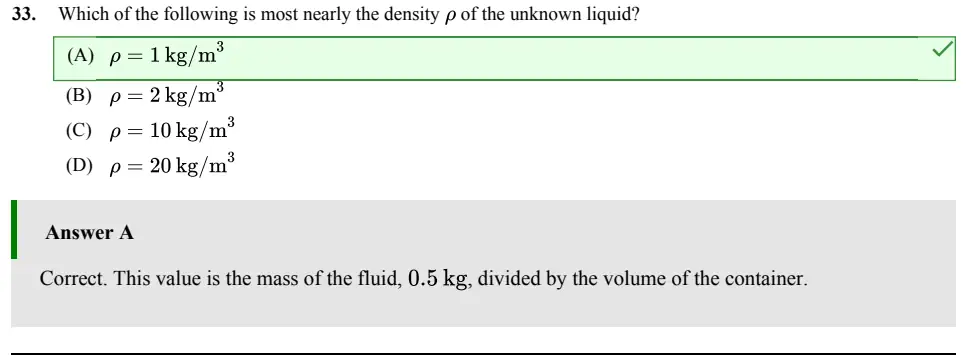 33. Which of the following is most nearly the density ρ of the unknown liquid?
(A) ρ = 1 kg/m³
(B) ρ = 2 kg/m³
(C) ρ = 10 kg/m³
(D) ρ = 20 kg/m³
Answer A
Correct. This value is the mass of the fluid, 0.5 kg, divided by the volume of the container.